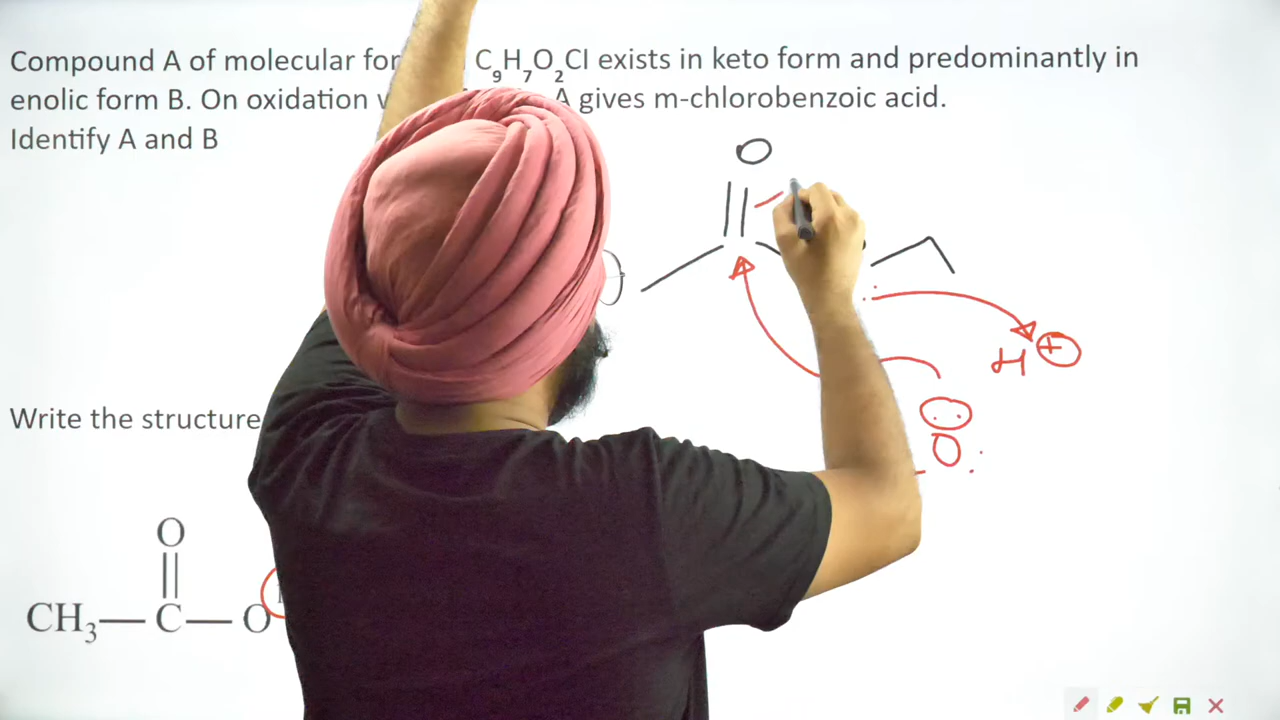 Compound A of molecular for C₉H₇O₂Cl exists in keto form and predominantly in
enolic form B. On oxidation A gives m-chlorobenzoic acid.
Identify A and B
O
H +
O
Write the structure
O
CH₃—C—O